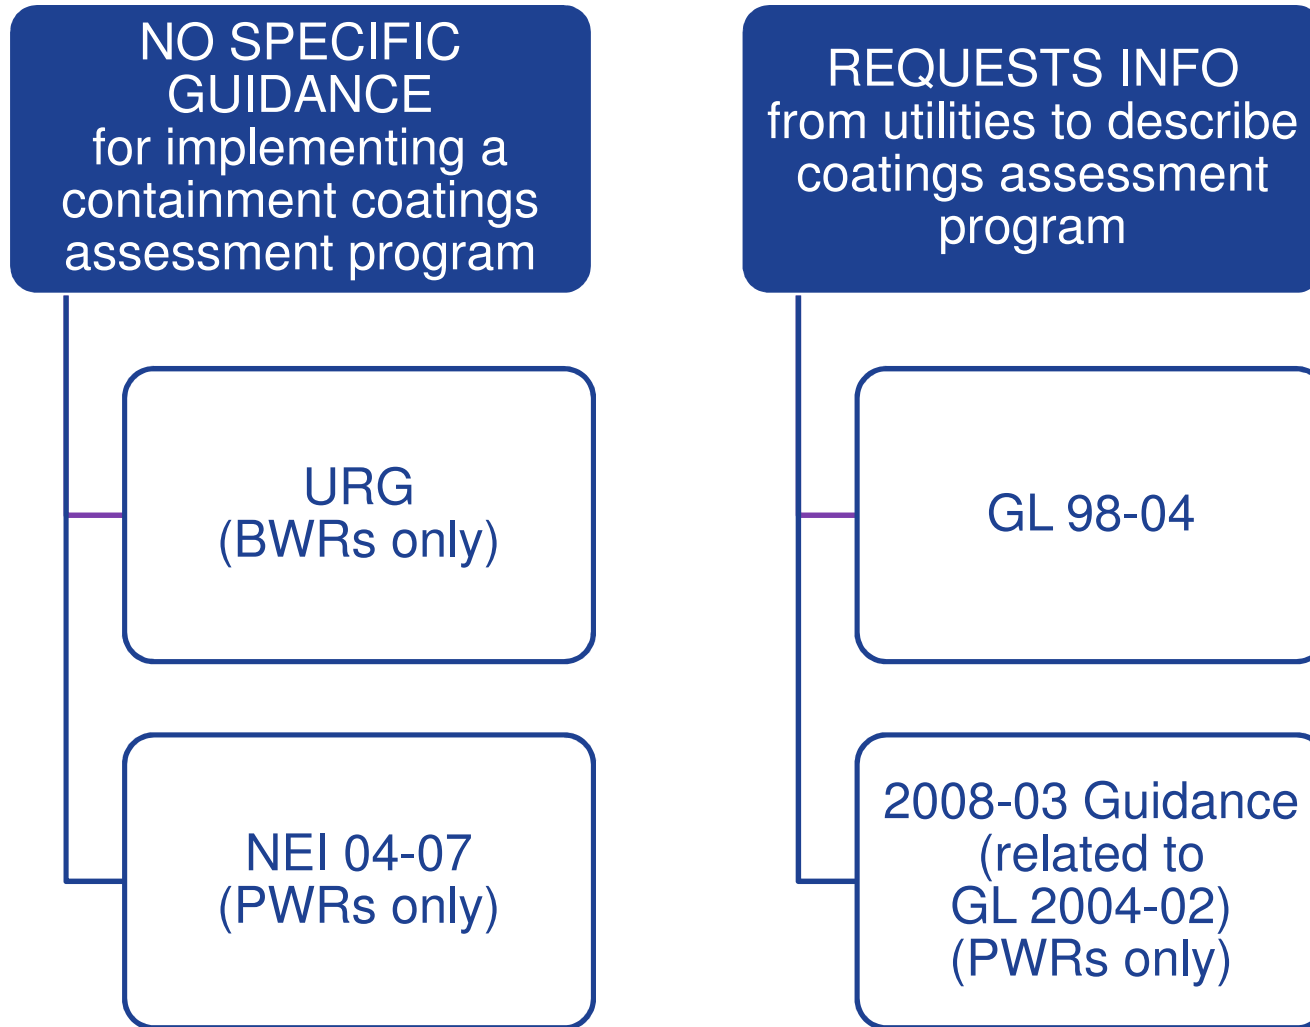 NO SPECIFIC
GUIDANCE
for implementing a
containment coatings
assessment program
URG
(BWRs only)
NEI 04-07
(PWRs only)
REQUESTS INFO
from utilities to describe
coatings assessment
program
GL 98-04
2008-03 Guidance
(related to
GL 2004-02)
(PWRs only)